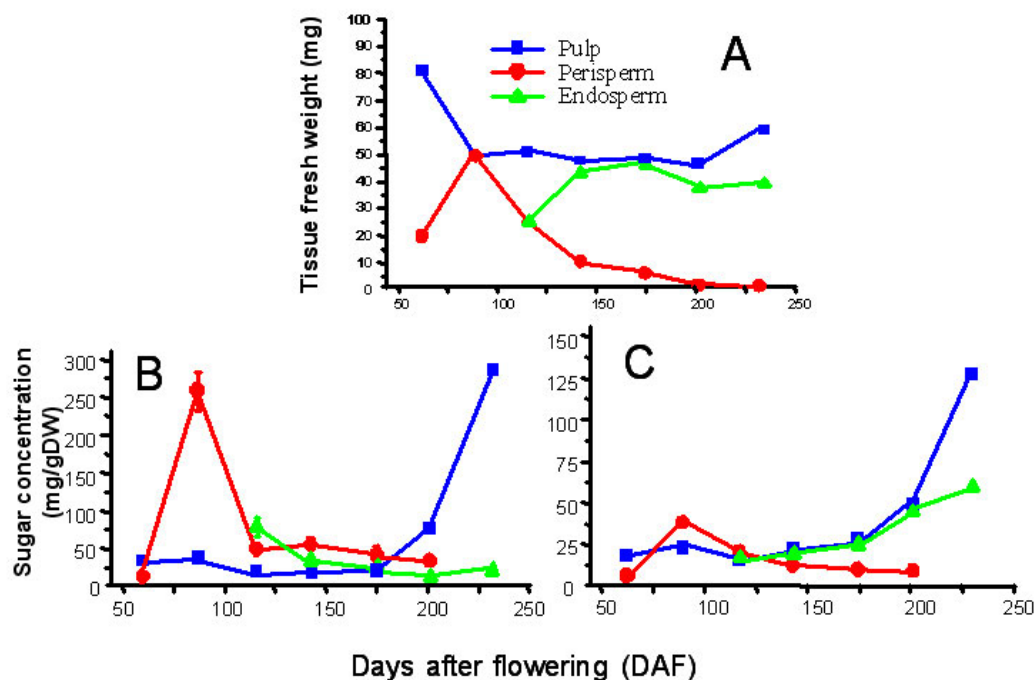 Tissue fresh weight (mg)
100
90
80
70
60
50
40
30
20
10
0
Pulp
Perisperm
Endosperm
A
50 100 150 200 250
Sugar concentration
(mg/gDW)
300
250
200
150
100
50
0
B
50 100 150 200 250
150
125
100
75
50
25
0
C
50 100 150 200 250
Days after flowering (DAF)